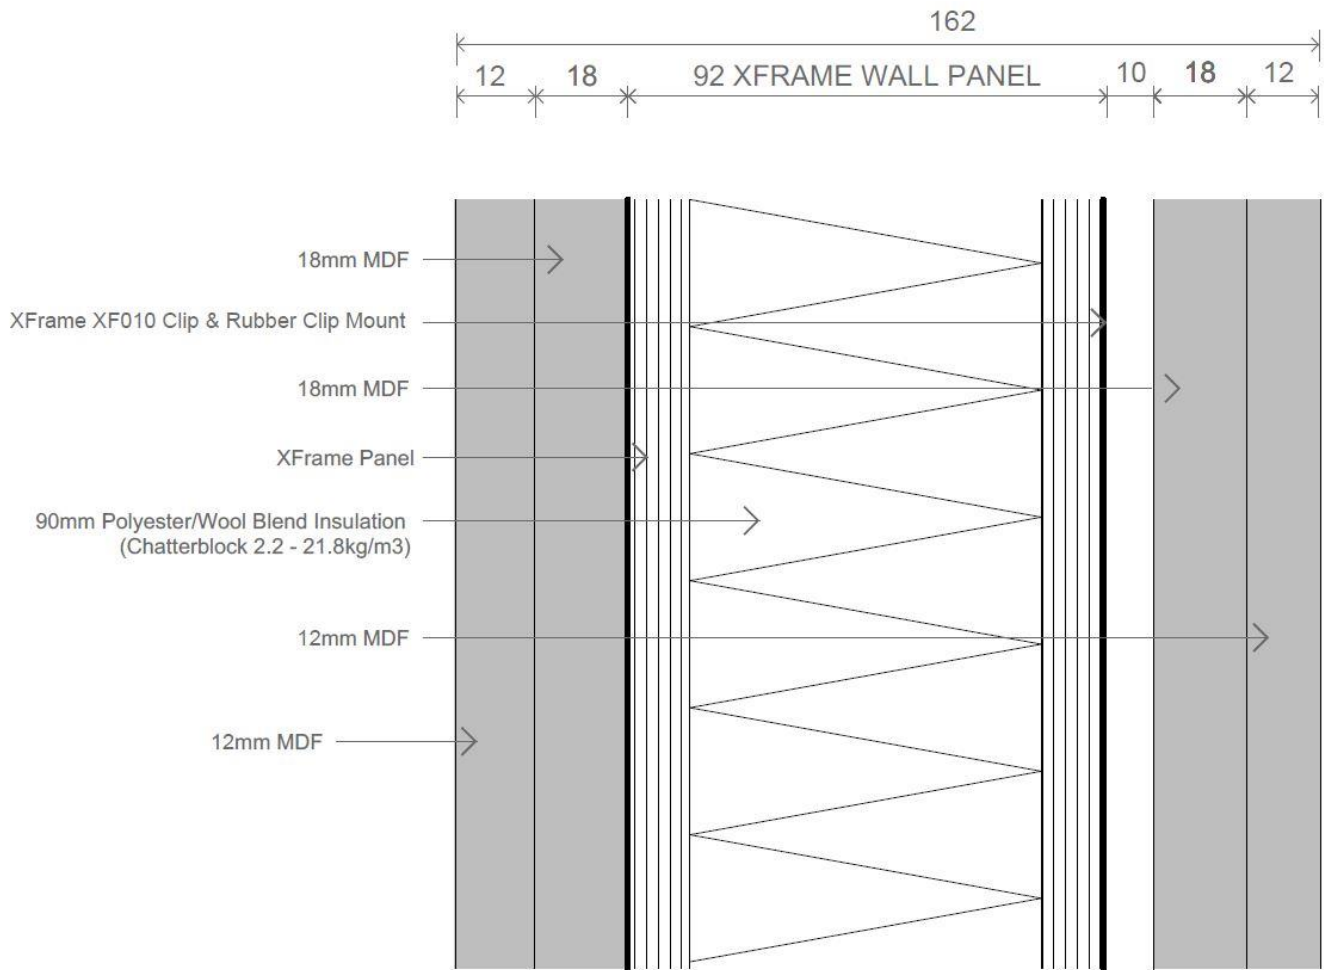 162
12 18 92 XFRAME WALL PANEL 10 18 12
18mm MDF
XFrame XF010 Clip & Rubber Clip Mount
18mm MDF
XFrame Panel
90mm Polyester/Wool Blend Insulation
(Chatterblock 2.2 - 21.8kg/m3)
12mm MDF
12mm MDF